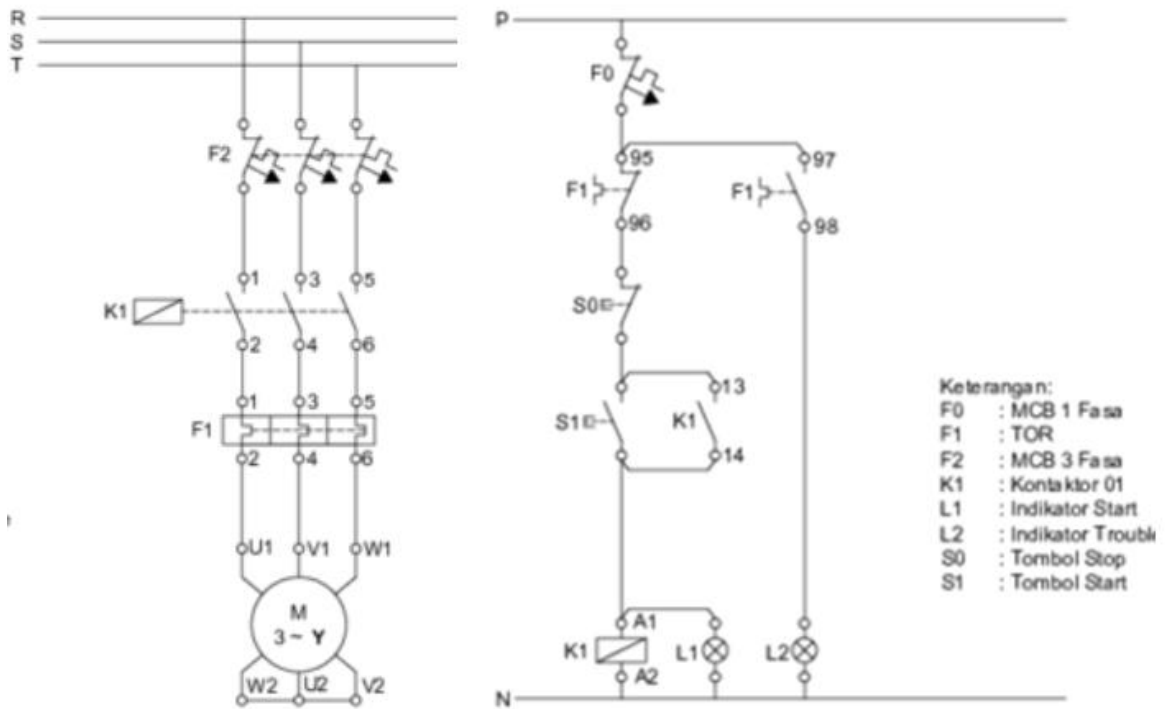 R
S
T
F2
1 3 5
K1
2 4 6
1 3 5
F1
2 4 6
U1 V1 W1
M
3 ~ Y
W2 U2 V2
P
F0
95 97
F1 F1
96 98
S0
13
S1 K1
14
A1
K1 L1 L2
A2
N
Keterangan:
F0 : MCB 1 Fasa
F1 : TOR
F2 : MCB 3 Fasa
K1 : Kontaktor 01
L1 : Indikator Start
L2 : Indikator Trouble
S0 : Tombol Stop
S1 : Tombol Start